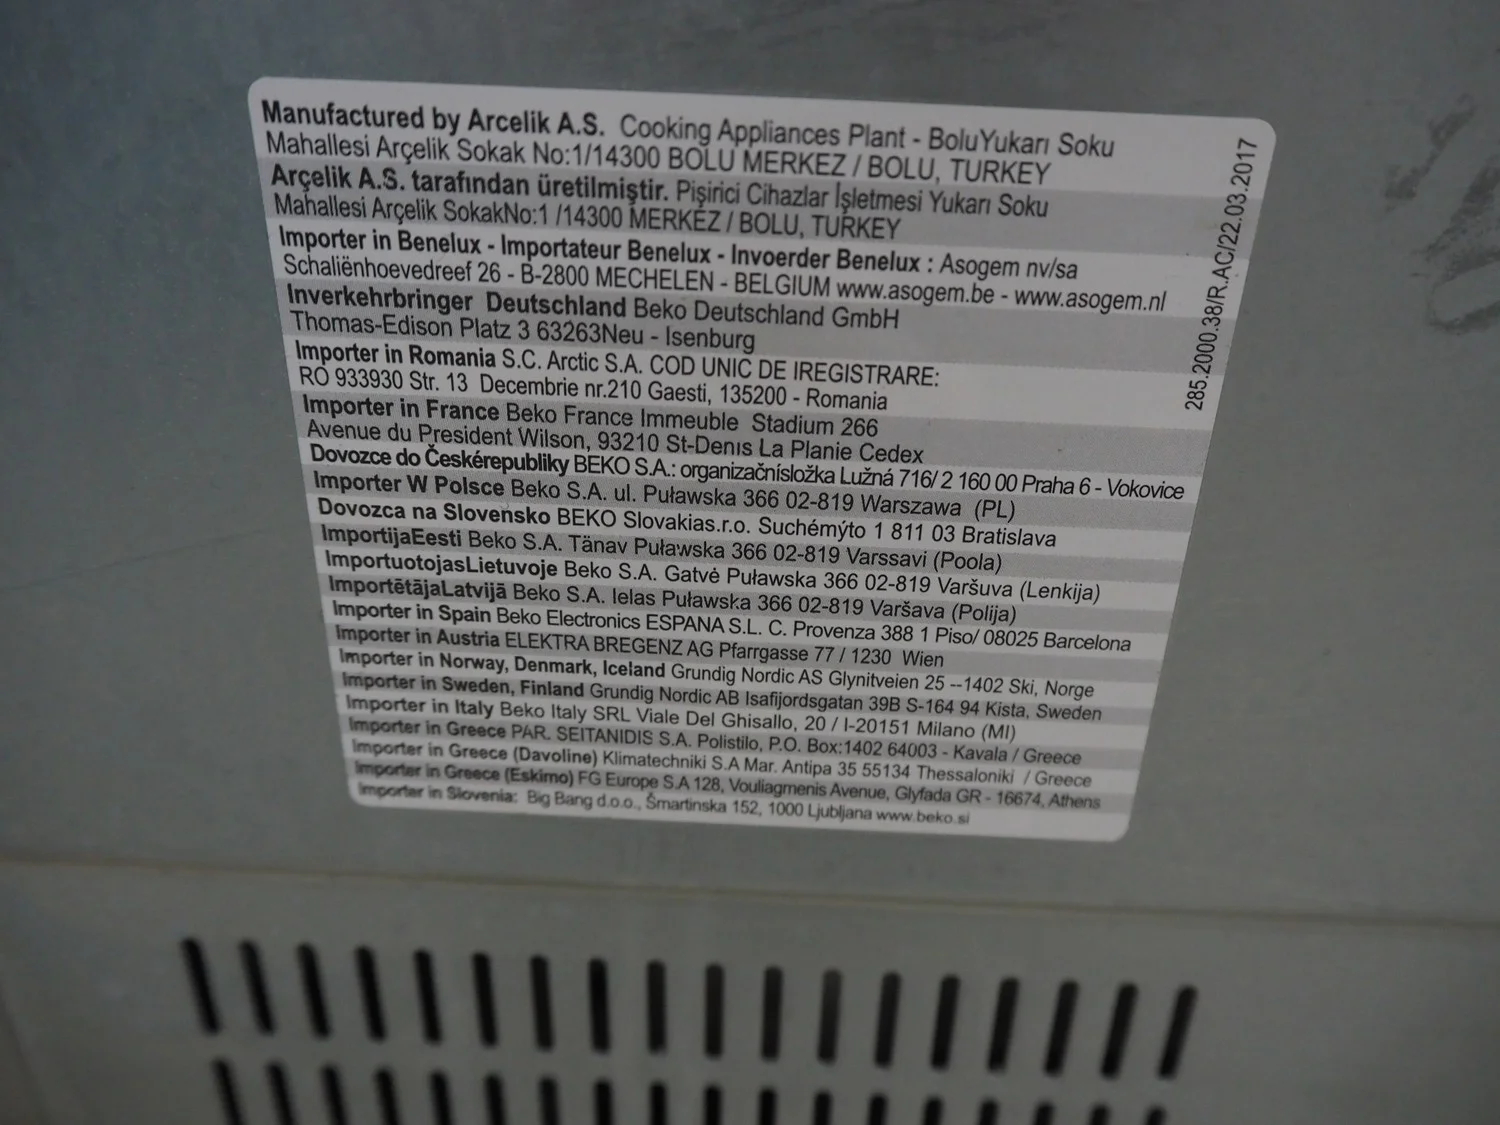 Manufactured by Arcelik A.S. Cooking Appliances Plant - BoluYukarı Soku
Mahallesi Arçelik Sokak No:1/14300 BOLU MERKEZ / BOLU, TURKEY
Arçelik A.S. tarafından üretilmiştir. Pişirici Cihazlar İşletmesi Yukarı Soku
Mahallesi Arçelik SokakNo:1 /14300 MERKEZ / BOLU, TURKEY
Importer in Benelux - Importateur Benelux - Invoerder Benelux : Asogem nv/sa
Schaliënhoevedreef 26 - B-2800 MECHELEN - BELGIUM www.asogem.be - www.asogem.nl
Inverkehrbringer Deutschland Beko Deutschland GmbH
Thomas-Edison Platz 3 63263Neu - Isenburg
Importer in Romania S.C. Arctic S.A. COD UNIC DE IREGISTRARE:
RO 933930 Str. 13 Decembrie nr.210 Gaesti, 135200 - Romania
Importer in France Beko France Immeuble Stadium 266
Avenue du President Wilson, 93210 St-Denis La Planie Cedex
Dovozce do Českérepubliky BEKO S.A.: organizačnísložka Lužná 716/ 2 160 00 Praha 6 - Vokovice
Importer W Polsce Beko S.A. ul. Puławska 366 02-819 Warszawa (PL)
Dovozca na Slovensko BEKO Slovakias.r.o. Suchémýto 1 811 03 Bratislava
ImportijaEesti Beko S.A. Tänav Puławska 366 02-819 Varssavi (Poola)
ImportuotojasLietuvoje Beko S.A. Gatvė Puławska 366 02-819 Varšuva (Lenkija)
ImportētājaLatvijā Beko S.A. Ielas Puławska 366 02-819 Varšava (Polija)
Importer in Spain Beko Electronics ESPANA S.L. C. Provenza 388 1 Piso/ 08025 Barcelona
Importer in Austria ELEKTRA BREGENZ AG Pfarrgasse 77 / 1230 Wien
Importer in Norway, Denmark, Iceland Grundig Nordic AS Glynitveien 25 --1402 Ski, Norge
Importer in Sweden, Finland Grundig Nordic AB Isafijordsgatan 39B S-164 94 Kista, Sweden
Importer in Italy Beko Italy SRL Viale Del Ghisallo, 20 / I-20151 Milano (MI)
Importer in Greece PAR. SEITANIDIS S.A. Polistilo, P.O. Box:1402 64003 - Kavala / Greece
Importer in Greece (Davoline) Klimatechniki S.A Mar. Antipa 35 55134 Thessaloniki / Greece
Importer in Greece (Eskimo) FG Europe S.A 128, Vouliagmenis Avenue, Glyfada GR - 16674, Athens
Importer in Slovenia: Big Bang d.o.o., Šmartinska 152, 1000 Ljubljana www.beko.si
285.2000.38/R.AC/22.03.2017